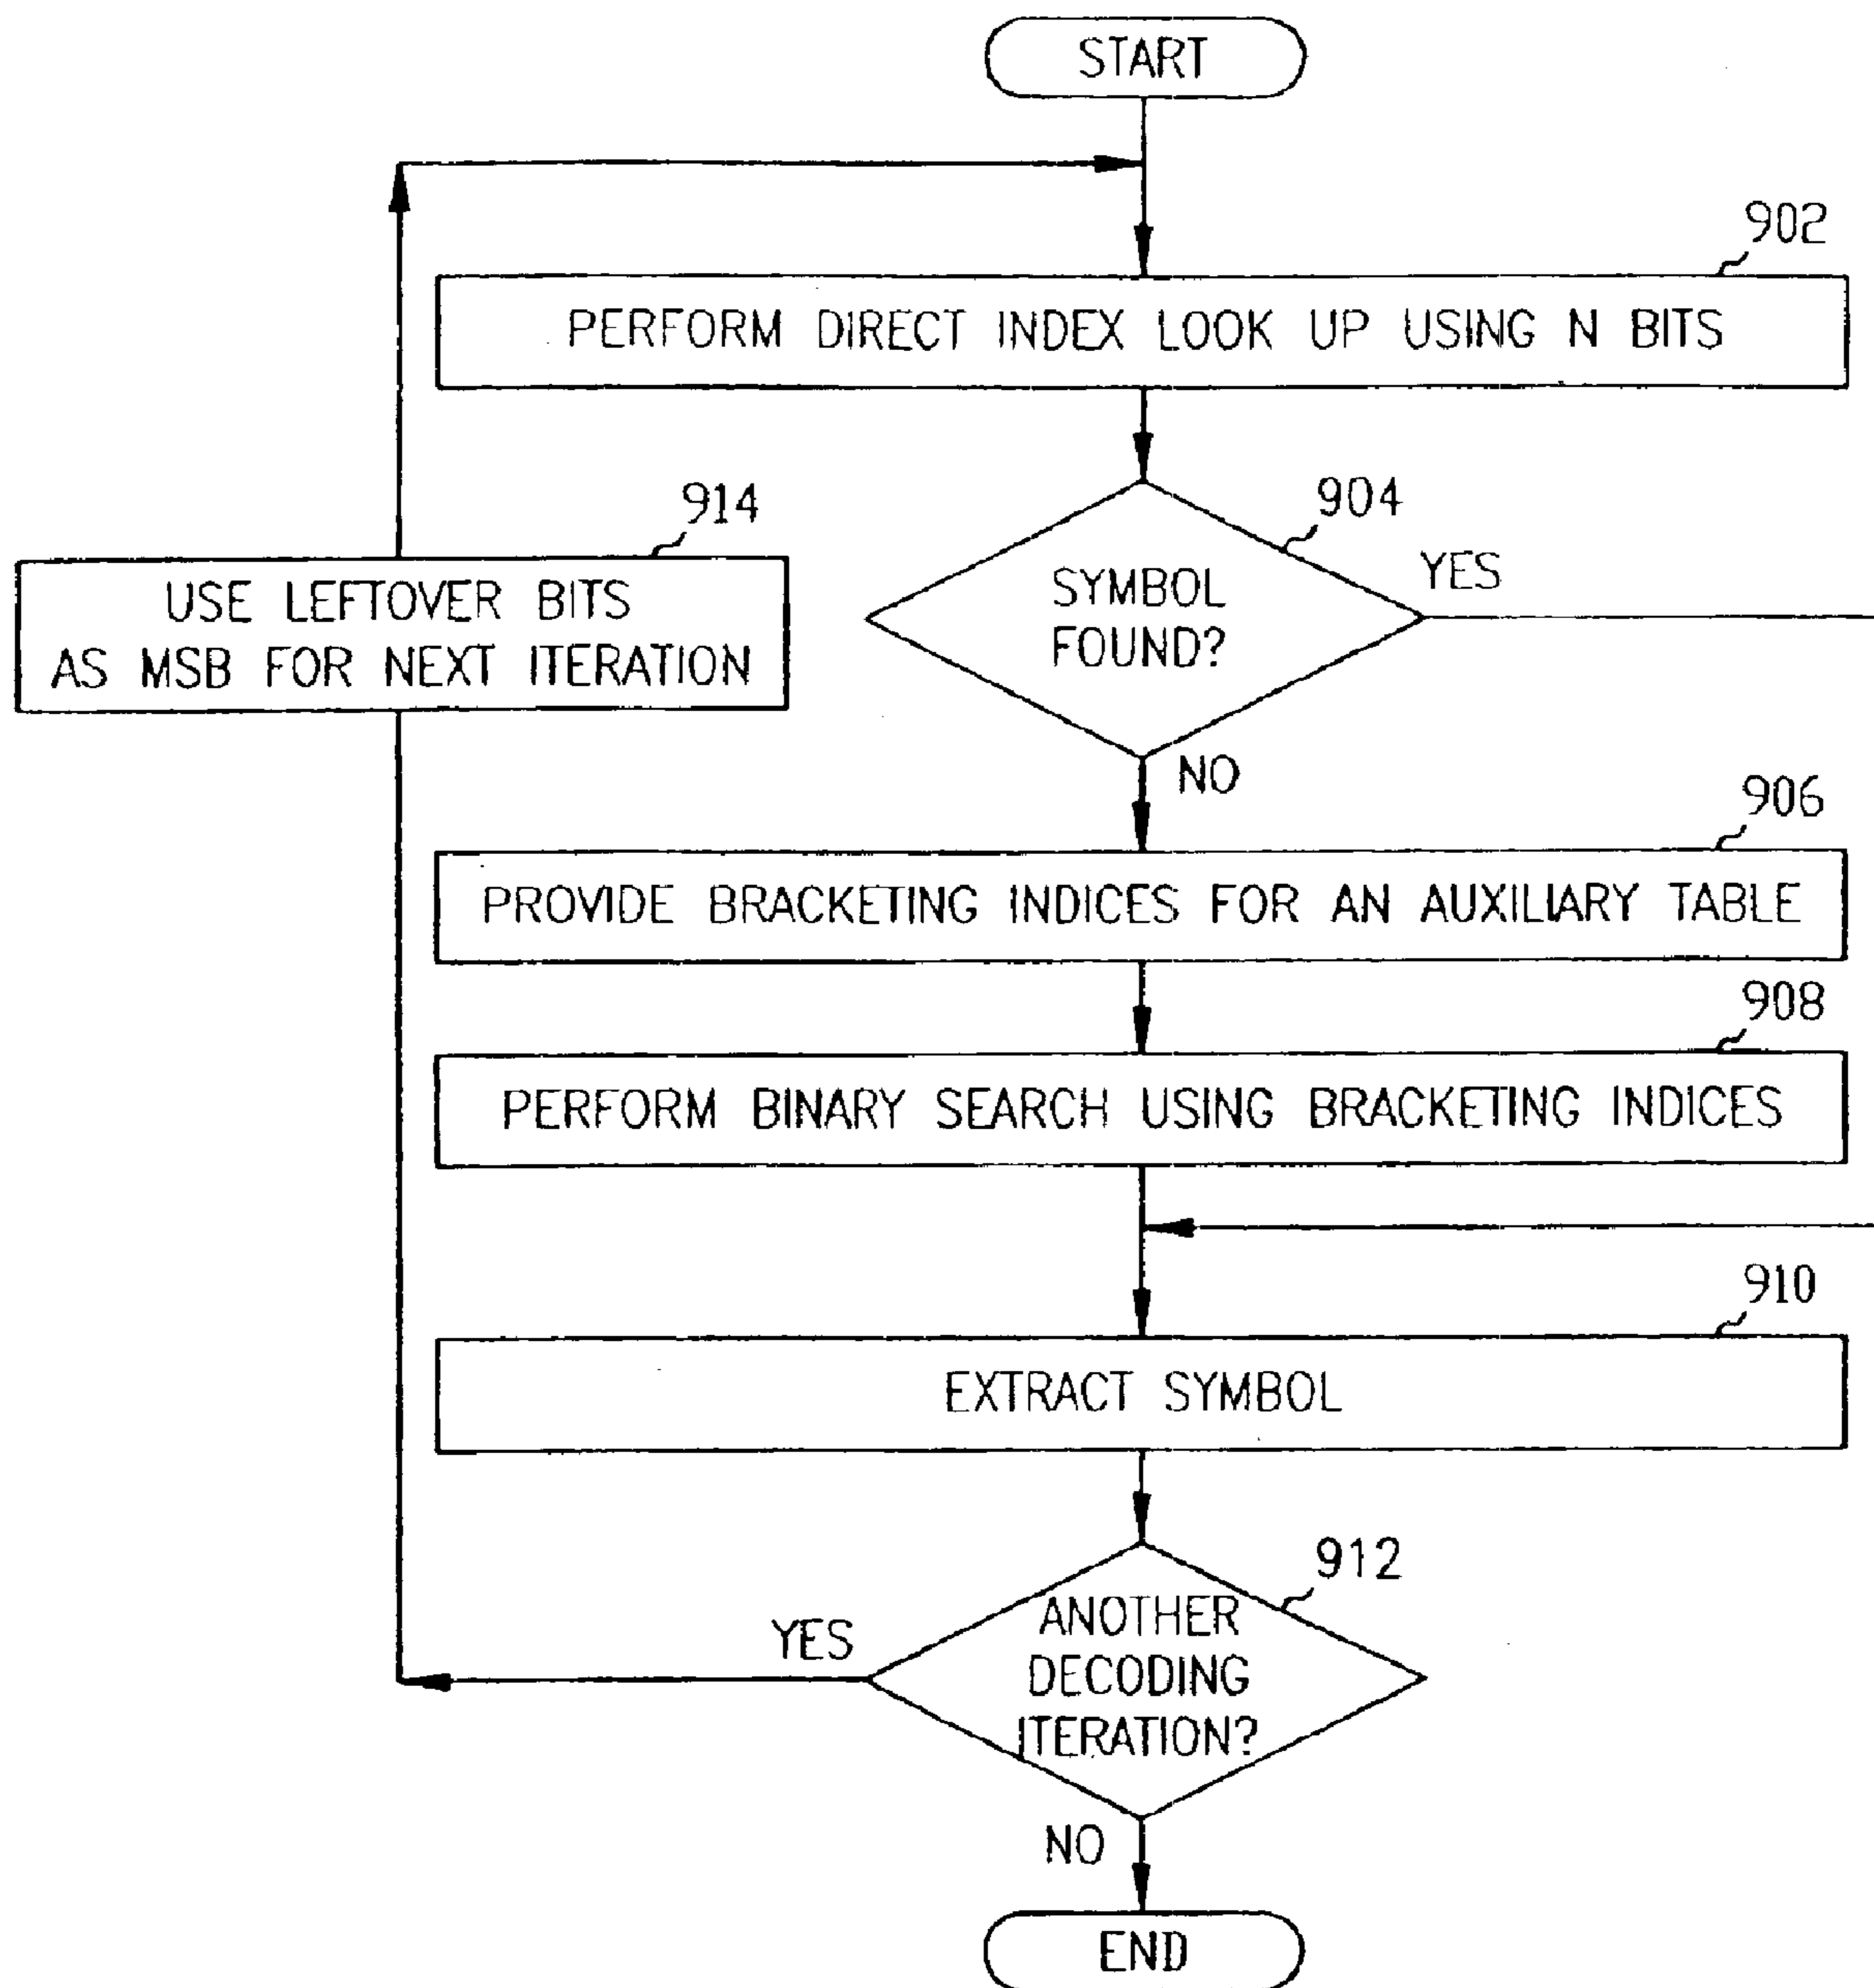 START
902
PERFORM DIRECT INDEX LOOK UP USING N BITS
914
USE LEFTOVER BITS
AS MSB FOR NEXT ITERATION
904
SYMBOL
FOUND?
YES
NO
906
PROVIDE BRACKETING INDICES FOR AN AUXILIARY TABLE
908
PERFORM BINARY SEARCH USING BRACKETING INDICES
910
EXTRACT SYMBOL
912
ANOTHER
DECODING
ITERATION?
YES
NO
END